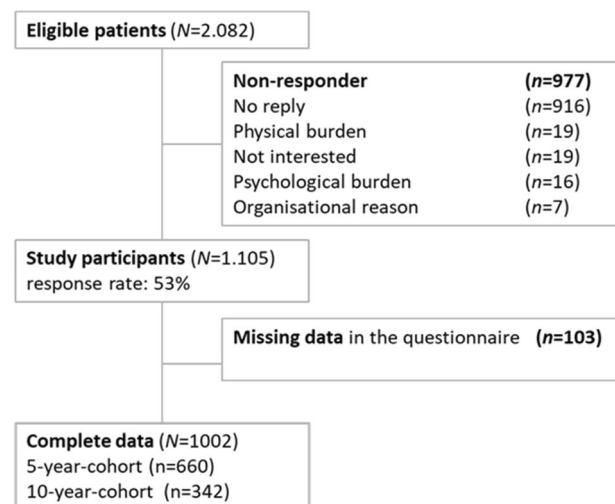 Eligible patients (N=2.082)
Non-responder (n=977)
No reply (n=916)
Physical burden (n=19)
Not interested (n=19)
Psychological burden (n=16)
Organisational reason (n=7)
Study participants (N=1.105)
response rate: 53%
Missing data in the questionnaire (n=103)
Complete data (N=1002)
5-year-cohort (n=660)
10-year-cohort (n=342)